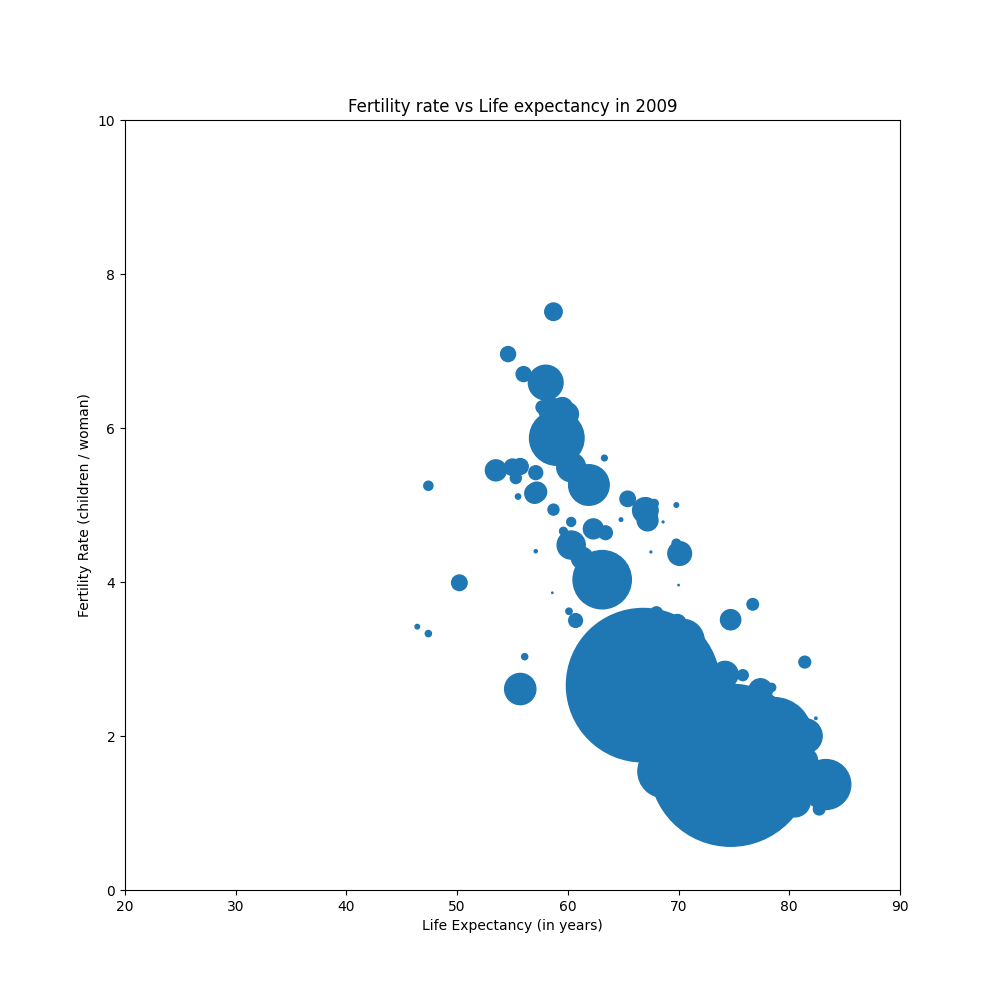 Fertility rate vs Life expectancy in 2009
10
8
6
4
2
0
Fertility Rate (children / woman)
20 30 40 50 60 70 80 90
Life Expectancy (in years)